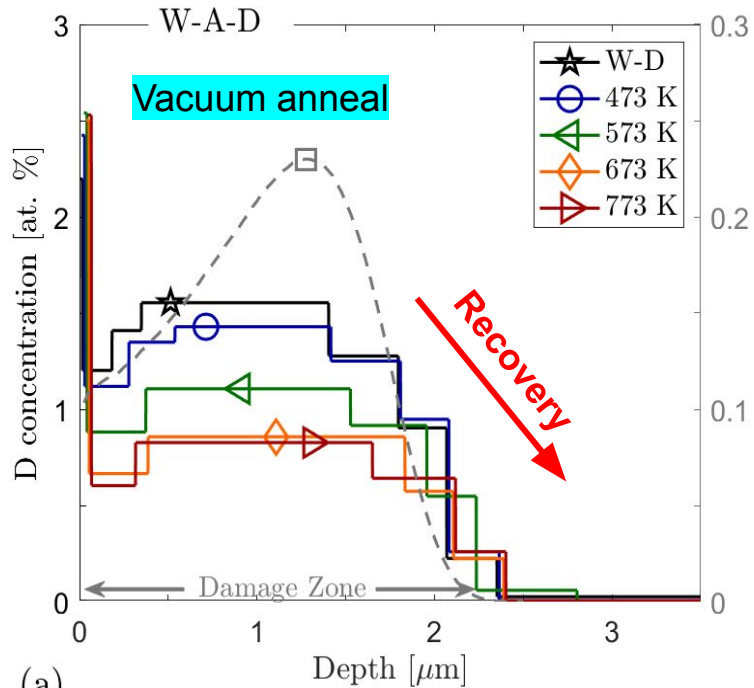 W-A-D
Vacuum anneal
W-D
473 K
573 K
673 K
773 K
Recovery
Damage Zone
D concentration [at. %]
3
2
1
0
0.3
0.2
0.1
0
0
1
2
3
Depth [μm]
(a)